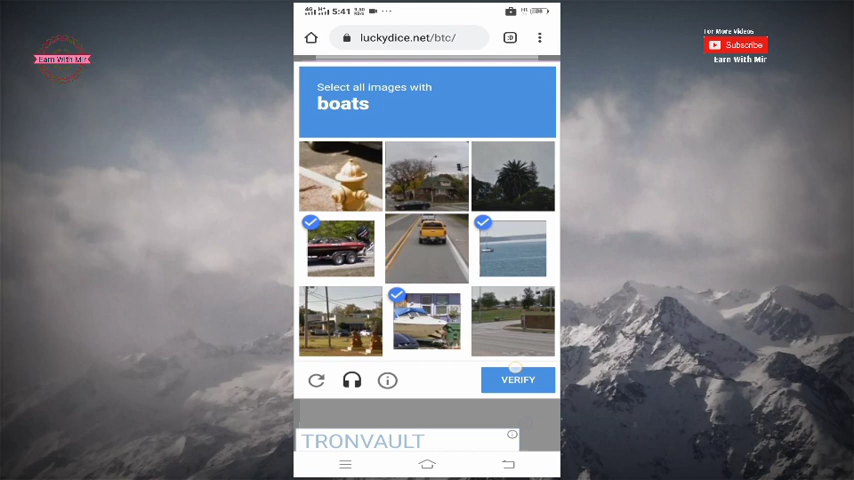 5:41
luckydice.net/btc/
Select all images with
boats
VERIFY
TRONVAULT
Earn With Mir
For More Videos
Subscribe
Earn With Mir